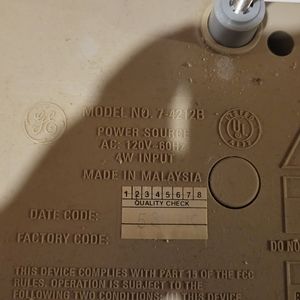 MODEL NO. 7-4212B
POWER SOURCE
AC: 120V-60HZ
4W INPUT
MADE IN MALAYSIA
1 2 3 4 5 6 7 8
QUALITY CHECK
DATE CODE:
FACTORY CODE:
DO NO
THIS DEVICE COMPLIES WITH PART 15 OF THE FCC
RULES. OPERATION IS SUBJECT TO THE
FOLLOWING TWO CONDITIONS: